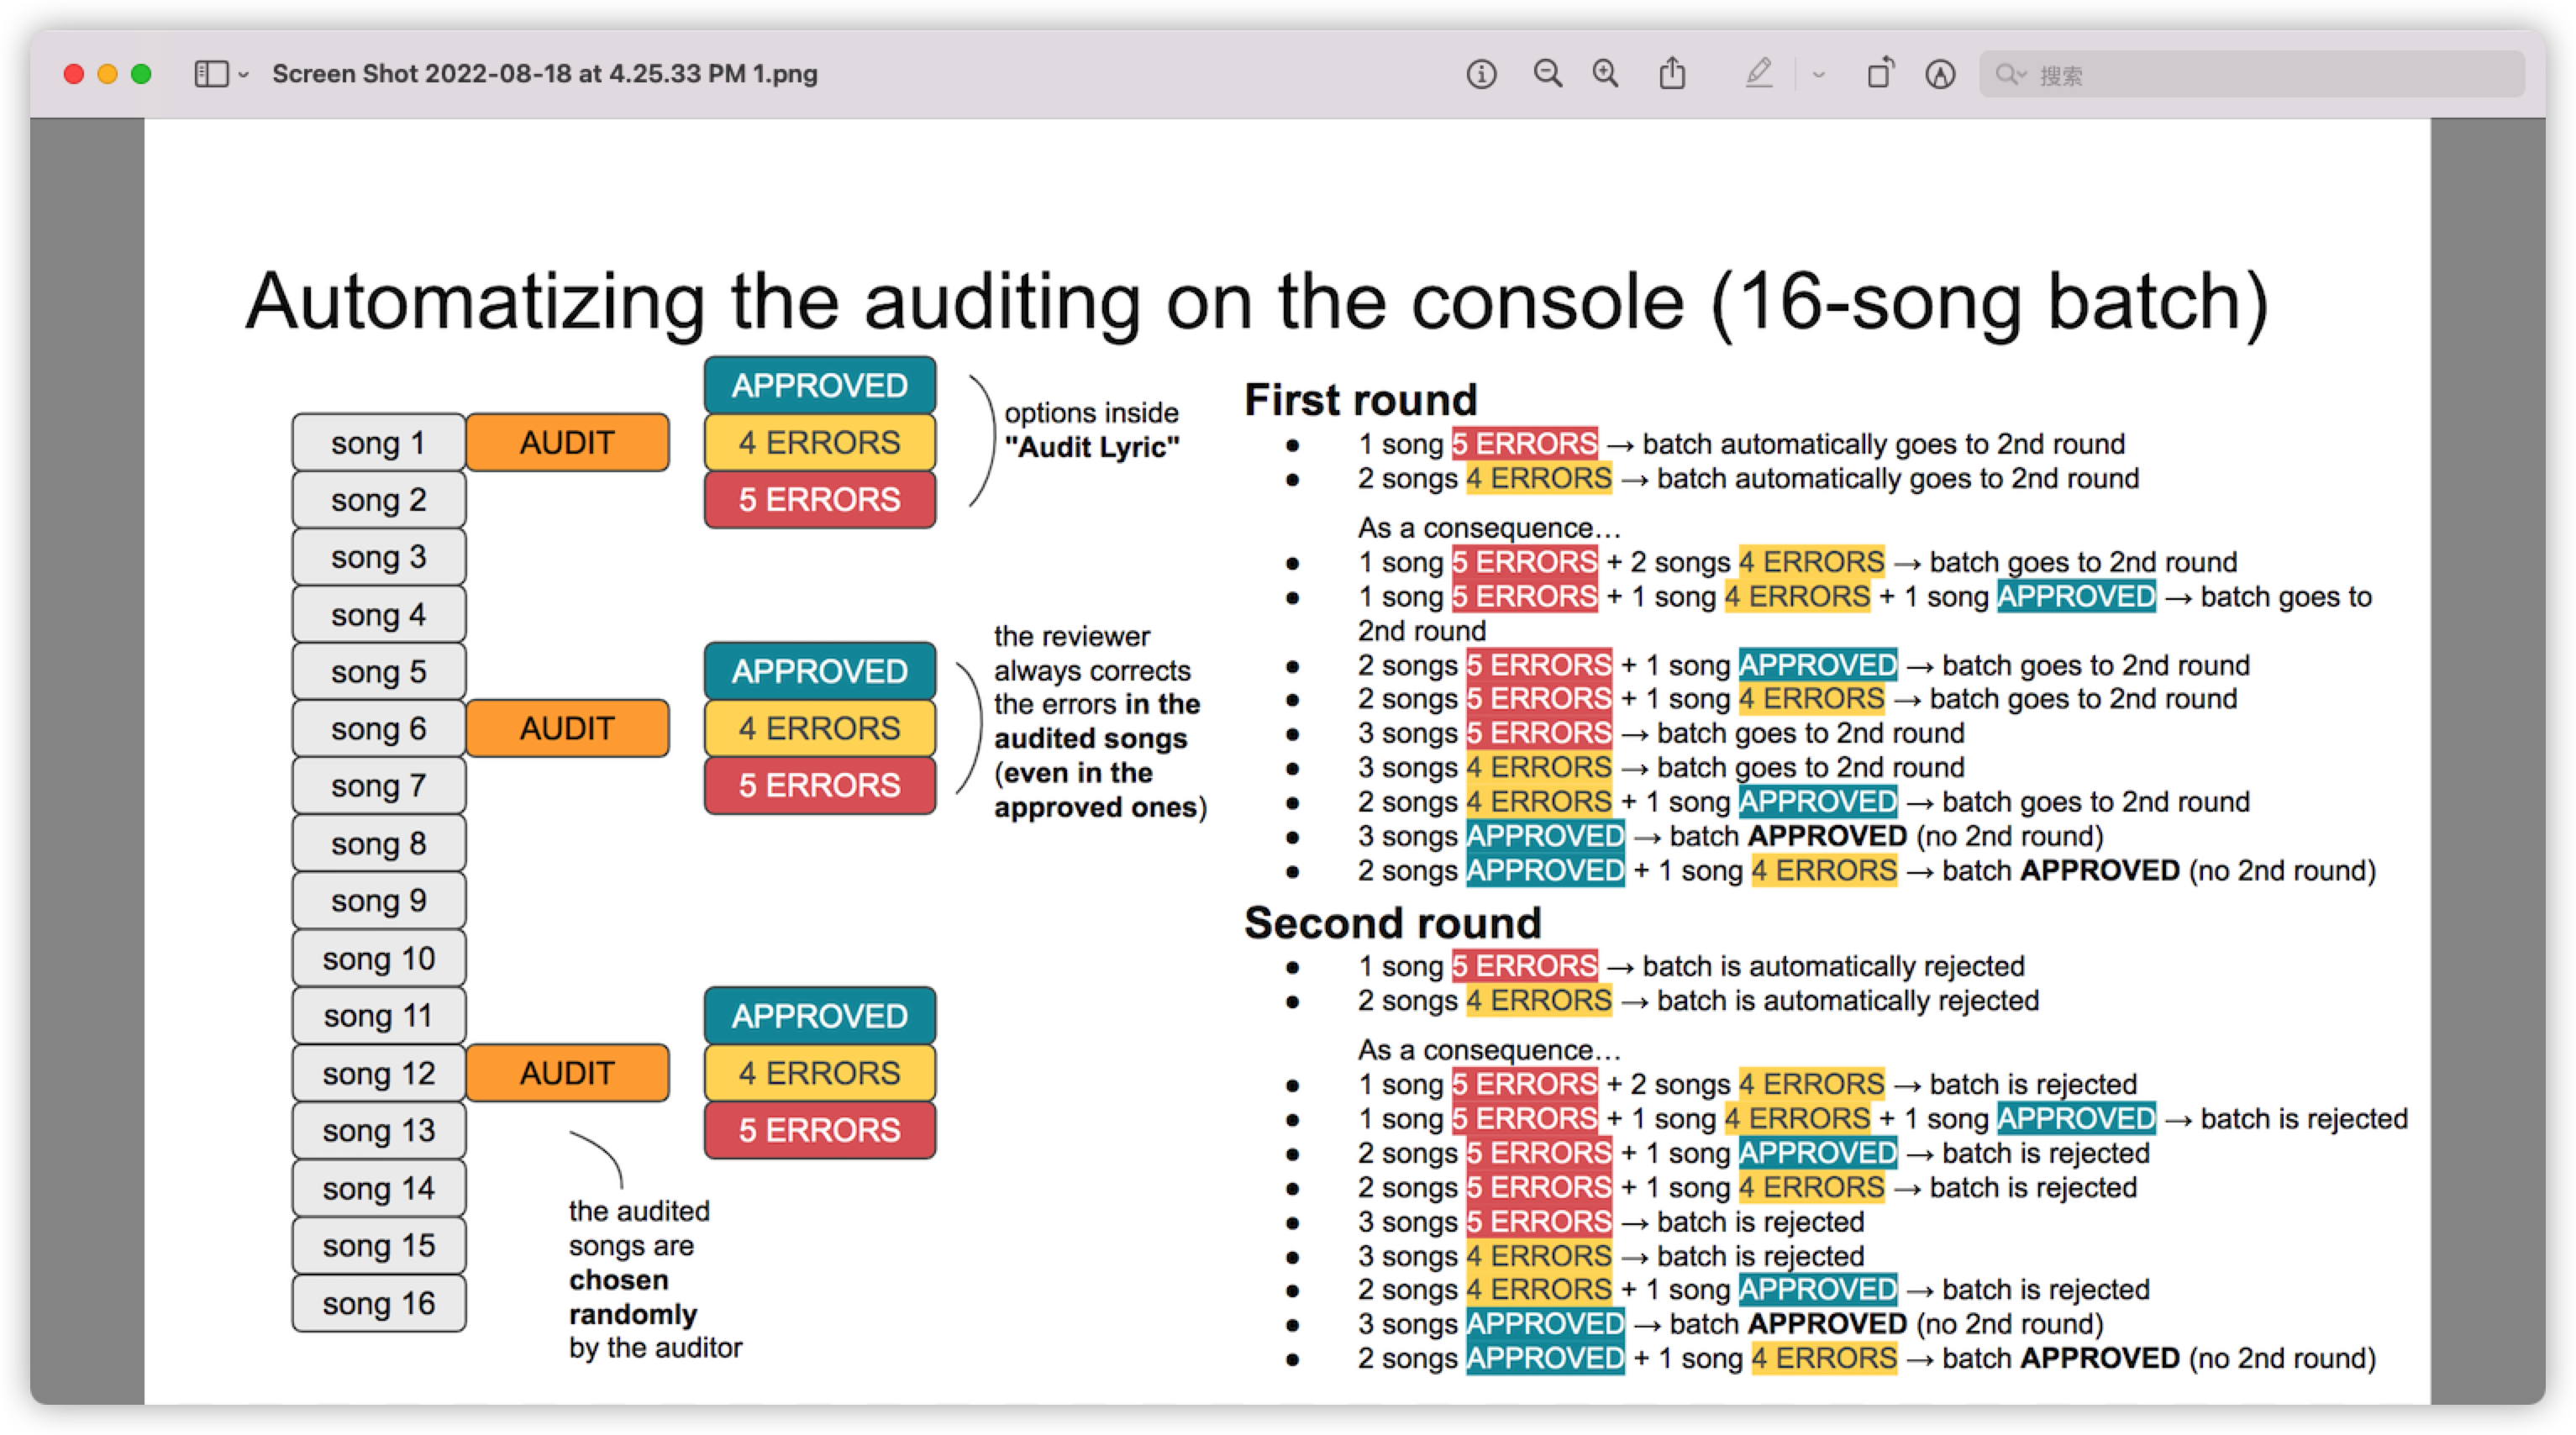 Screen Shot 2022-08-18 at 4.25.33 PM 1.png
搜索
Automatizing the auditing on the console (16-song batch)
song 1
song 2
song 3
song 4
song 5
song 6
song 7
song 8
song 9
song 10
song 11
song 12
song 13
song 14
song 15
song 16
AUDIT
AUDIT
AUDIT
the audited
songs are
chosen
randomly
by the auditor
APPROVED
4 ERRORS
5 ERRORS
options inside
"Audit Lyric"
APPROVED
4 ERRORS
5 ERRORS
the reviewer
always corrects
the errors in the
audited songs
(even in the
approved ones)
APPROVED
4 ERRORS
5 ERRORS
First round
● 1 song 5 ERRORS → batch automatically goes to 2nd round
● 2 songs 4 ERRORS → batch automatically goes to 2nd round
As a consequence…
● 1 song 5 ERRORS + 2 songs 4 ERRORS → batch goes to 2nd round
● 1 song 5 ERRORS + 1 song 4 ERRORS + 1 song APPROVED → batch goes to
2nd round
● 2 songs 5 ERRORS + 1 song APPROVED → batch goes to 2nd round
● 2 songs 5 ERRORS + 1 song 4 ERRORS → batch goes to 2nd round
● 3 songs 5 ERRORS → batch goes to 2nd round
● 3 songs 4 ERRORS → batch goes to 2nd round
● 2 songs 4 ERRORS + 1 song APPROVED → batch goes to 2nd round
● 3 songs APPROVED → batch APPROVED (no 2nd round)
● 2 songs APPROVED + 1 song 4 ERRORS → batch APPROVED (no 2nd round)
Second round
● 1 song 5 ERRORS → batch is automatically rejected
● 2 songs 4 ERRORS → batch is automatically rejected
As a consequence…
● 1 song 5 ERRORS + 2 songs 4 ERRORS → batch is rejected
● 1 song 5 ERRORS + 1 song 4 ERRORS + 1 song APPROVED → batch is rejected
● 2 songs 5 ERRORS + 1 song APPROVED → batch is rejected
● 2 songs 5 ERRORS + 1 song 4 ERRORS → batch is rejected
● 3 songs 5 ERRORS → batch is rejected
● 3 songs 4 ERRORS → batch is rejected
● 2 songs 4 ERRORS + 1 song APPROVED → batch is rejected
● 3 songs APPROVED → batch APPROVED (no 2nd round)
● 2 songs APPROVED + 1 song 4 ERRORS → batch APPROVED (no 2nd round)